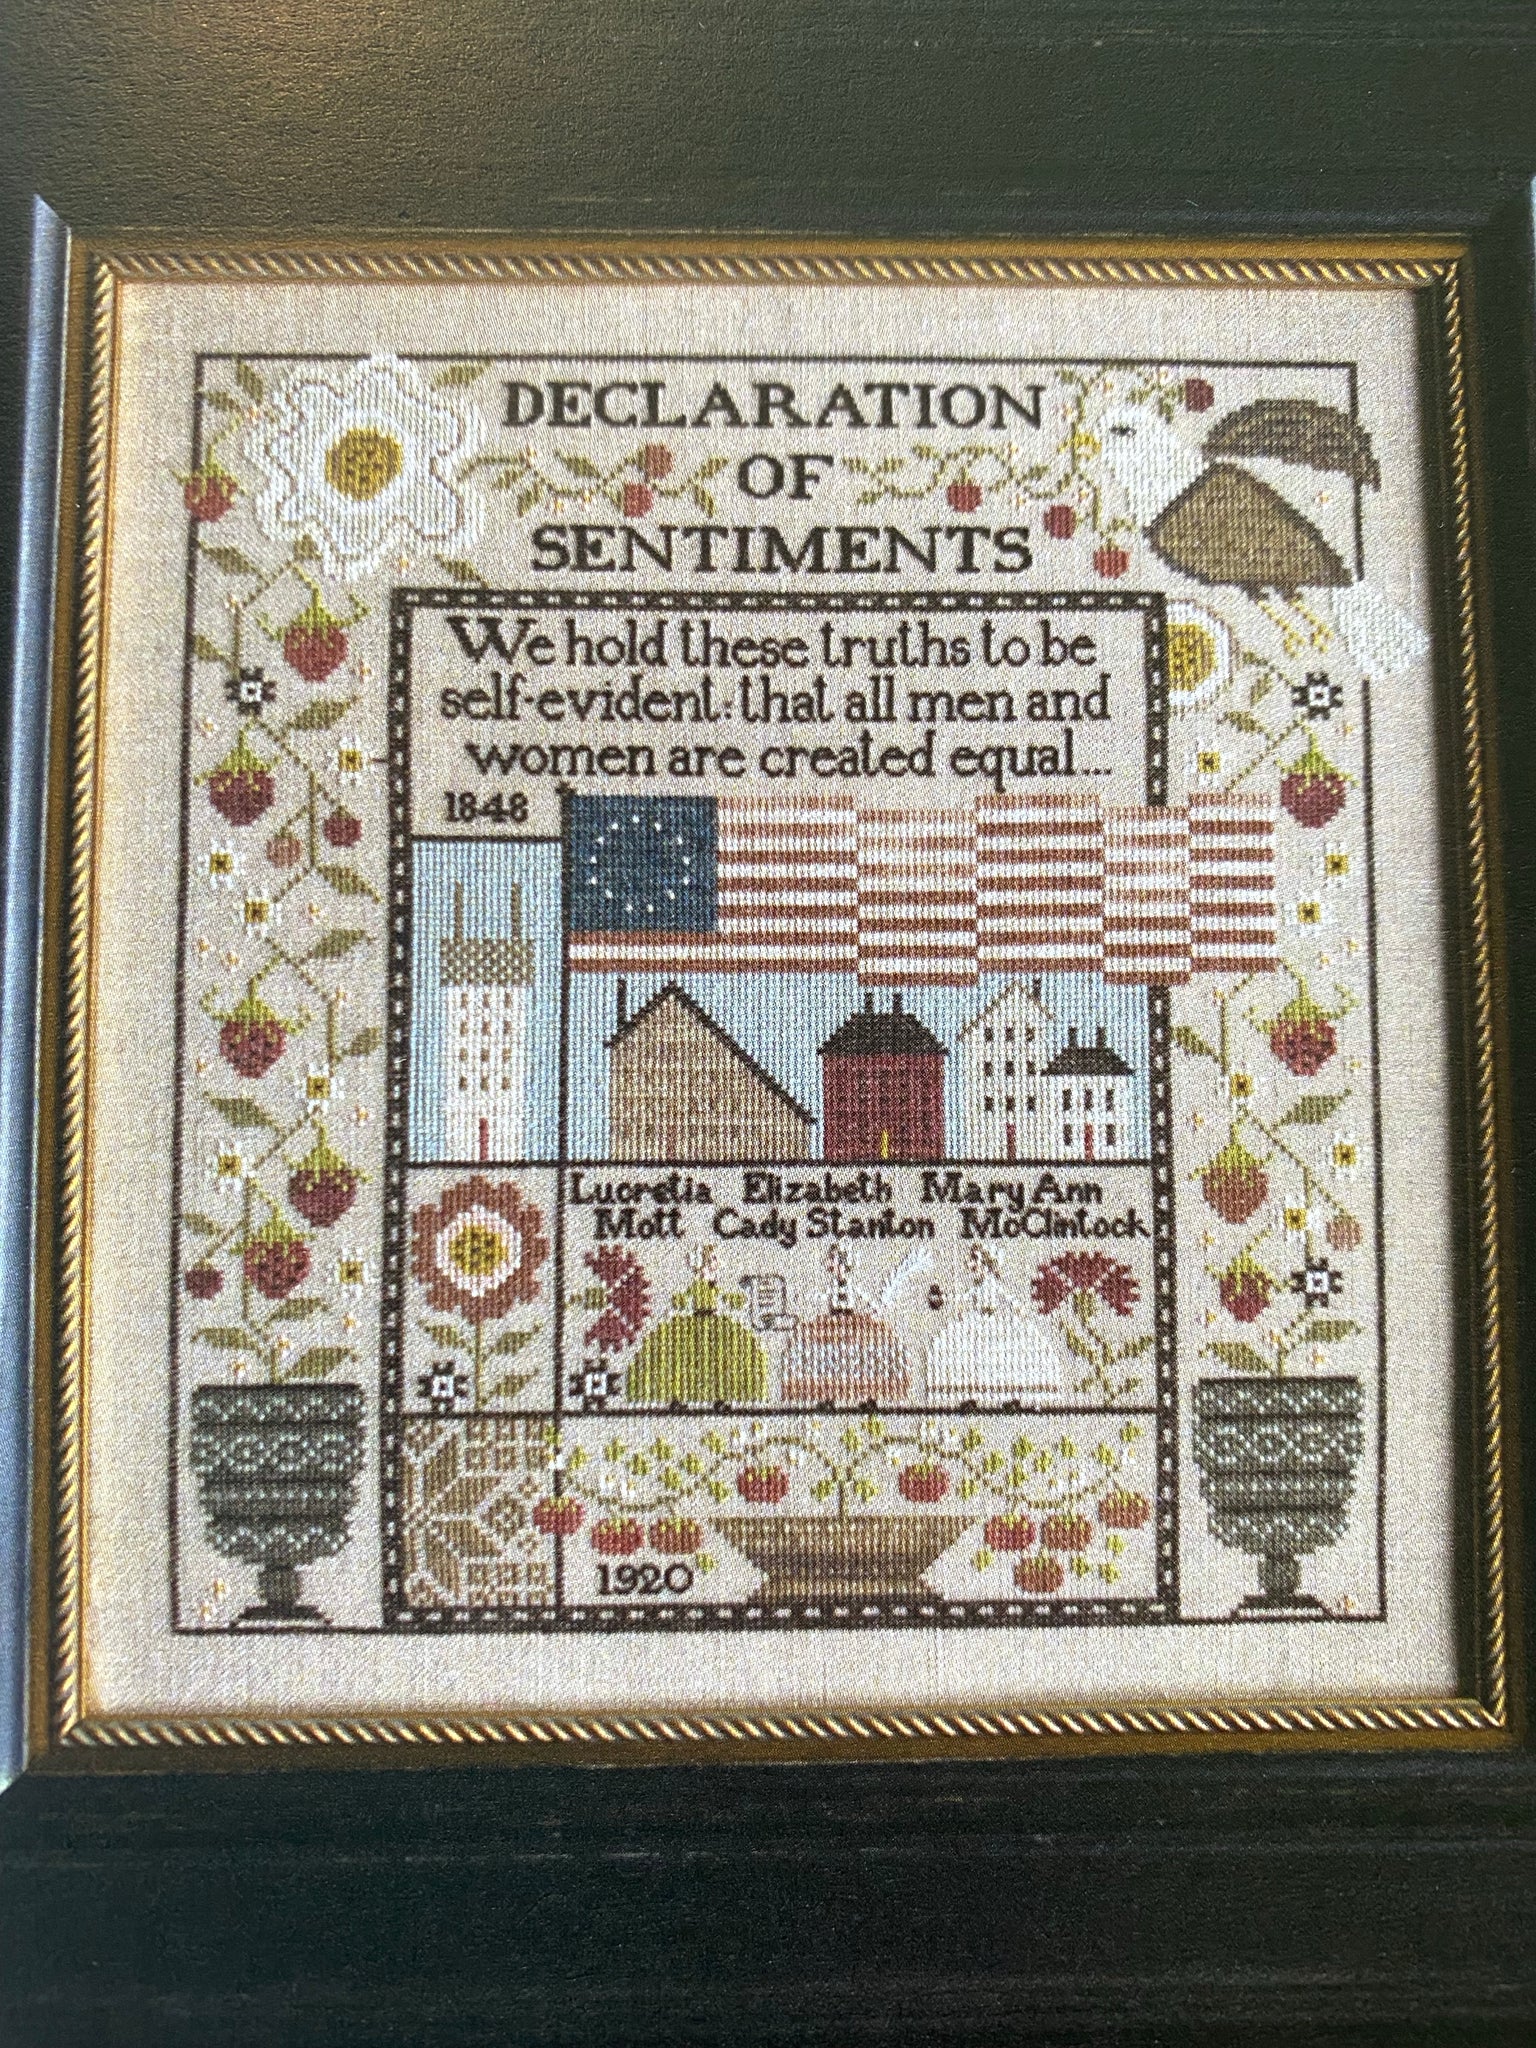 DECLARATION
OF
SENTIMENTS
We hold these truths to be
self-evident: that all men and
women are created equal...
1848
Lucretia Elizabeth Mary Ann
Mott Cady Stanton McClintock
1920